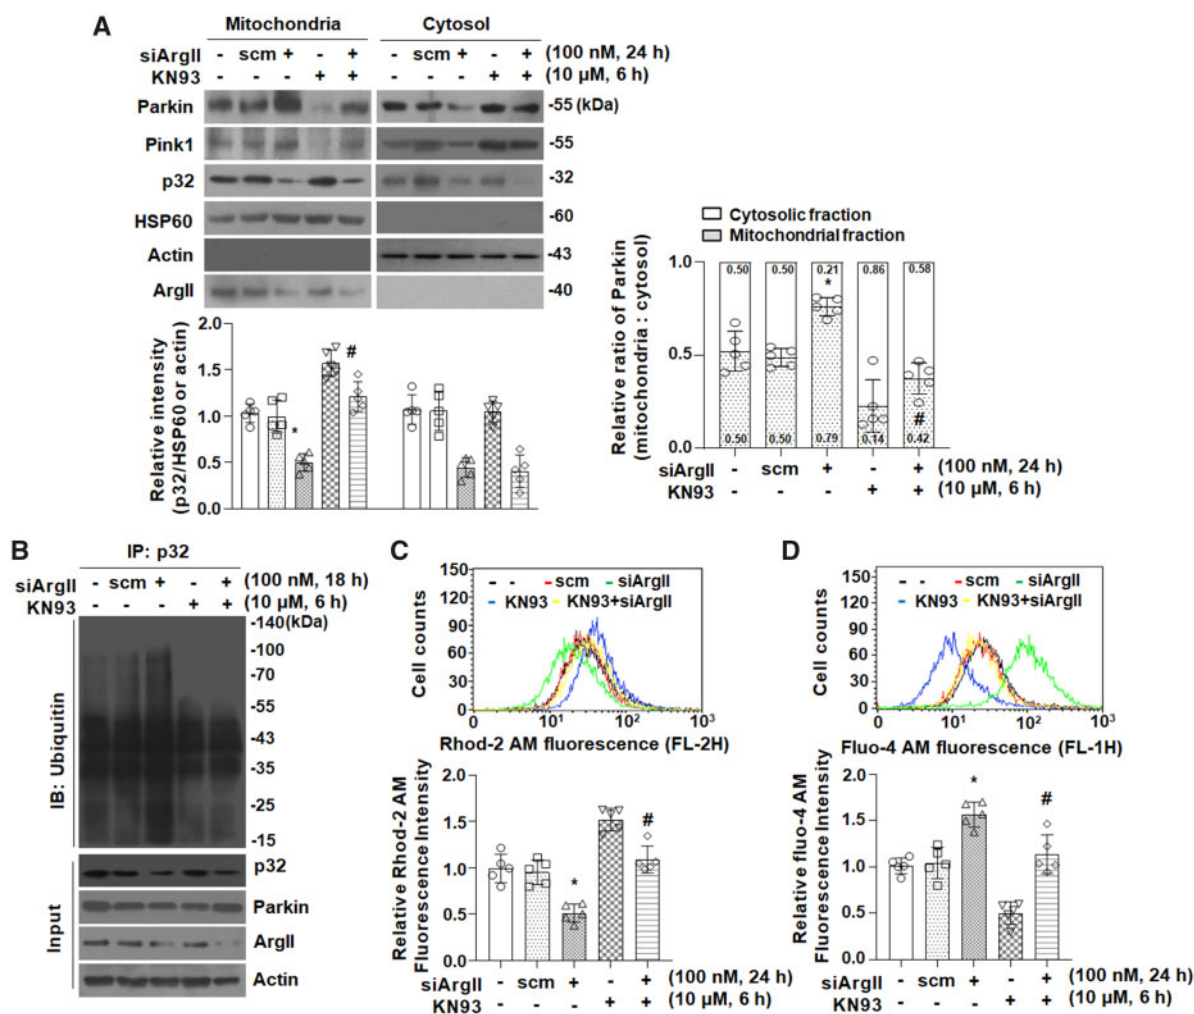 A
Mitochondria Cytosol
siArgII - scm + - + - scm + - + (100 nM, 24 h)
KN93 - - - + + - - - + + (10 µM, 6 h)
Parkin -55 (kDa)
Pink1 -55
p32 -32
HSP60 -60
Actin -43
ArgII -40
Relative intensity
(p32/HSP60 or actin)
2.0
1.5
1.0
0.5
0.0
* #
Cytosolic fraction
Mitochondrial fraction
Relative ratio of Parkin
(mitochondria : cytosol)
1.0
0.5
0.0
0.50 0.50 0.21 0.86 0.58
*
#
0.50 0.50 0.79 0.14 0.42
siArgII - scm + - + (100 nM, 24 h)
KN93 - - - + + (10 µM, 6 h)
B
IP: p32
siArgII - scm + - + (100 nM, 18 h)
KN93 - - - + + (10 µM, 6 h)
IB: Ubiquitin
-140 (kDa)
-100
-70
-55
-43
-35
-25
-15
Input
p32
Parkin
ArgII
Actin
C
Cell counts
150
120
90
60
30
0
- - scm siArgII
KN93 KN93+siArgII
0 10¹ 10² 10³
Rhod-2 AM fluorescence (FL-2H)
Relative Rhod-2 AM
Fluorescence Intensity
2.0
1.5
1.0
0.5
0.0
* #
siArgII - scm + - + (100 nM, 24 h)
KN93 - - - + + (10 µM, 6 h)
D
Cell counts
150
120
90
60
30
0
- - scm siArgII
KN93 KN93+siArgII
0 10¹ 10² 10³
Fluo-4 AM fluorescence (FL-1H)
Relative fluo-4 AM
Fluorescence Intensity
2.0
1.5
1.0
0.5
0.0
* #
siArgII - scm + - + (100 nM, 24 h)
KN93 - - - + + (10 µM, 6 h)